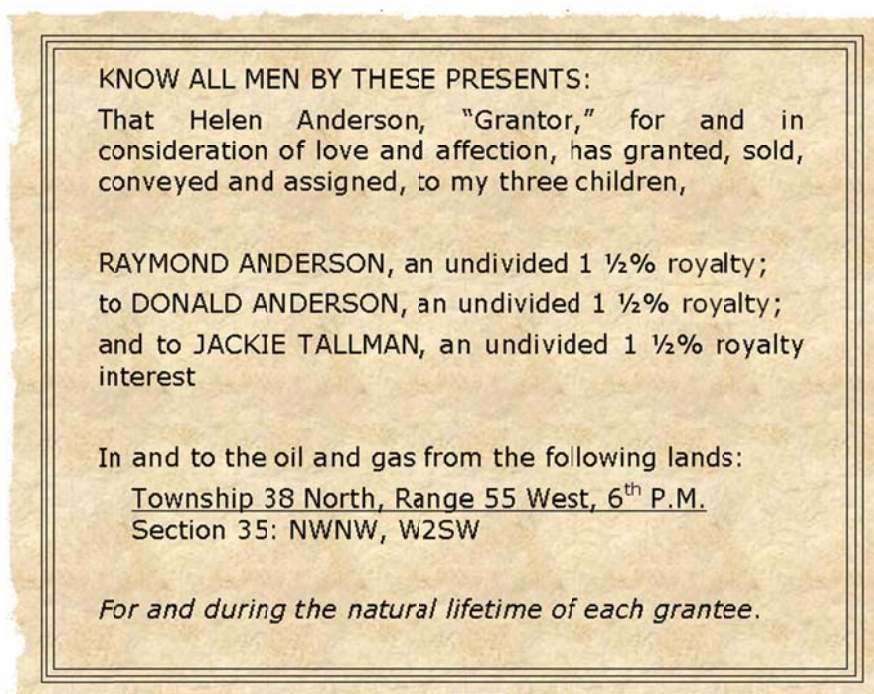 KNOW ALL MEN BY THESE PRESENTS:
That Helen Anderson, “Grantor,” for and in
consideration of love and affection, has granted, sold,
conveyed and assigned, to my three children,
RAYMOND ANDERSON, an undivided 1 ½% royalty;
to DONALD ANDERSON, an undivided 1 ½% royalty;
and to JACKIE TALLMAN, an undivided 1 ½% royalty
interest
In and to the oil and gas from the following lands:
Township 38 North, Range 55 West, 6th P.M.
Section 35: NWNW, W2SW
For and during the natural lifetime of each grantee.